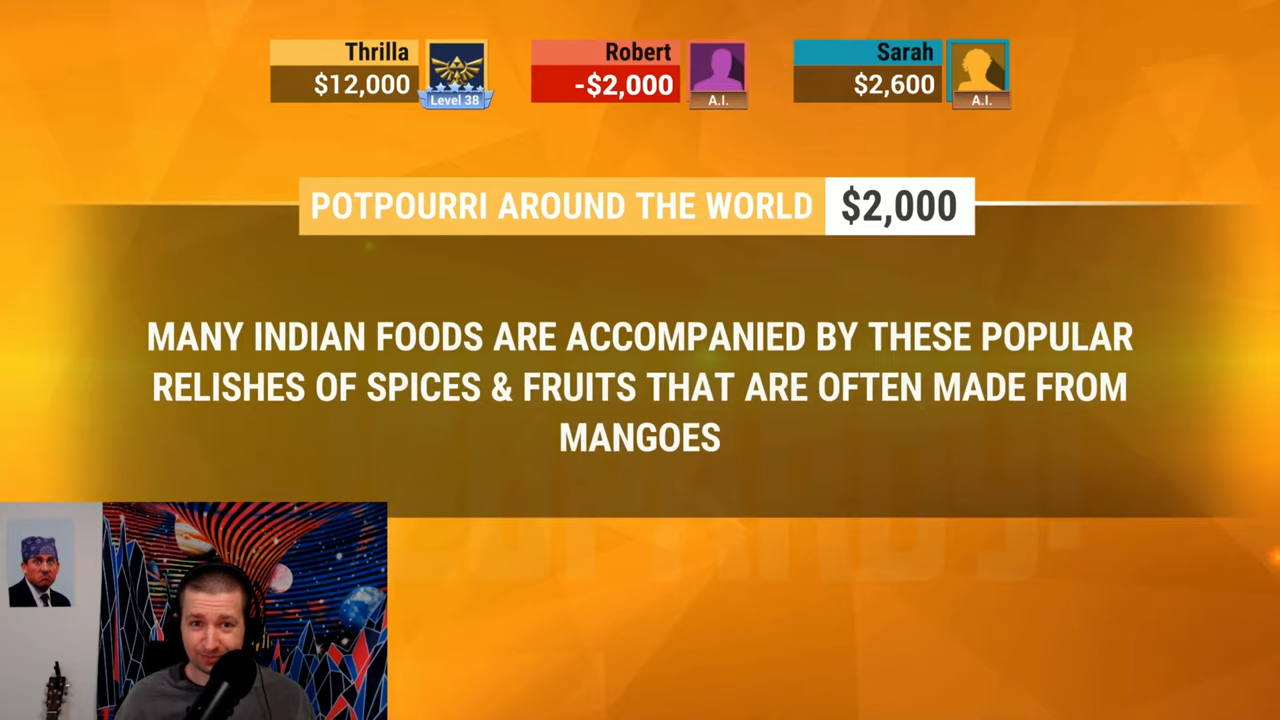 Thrilla
$12,000
Level 38
Robert
-$2,000
A.I.
Sarah
$2,600
A.I.
POTPOURRI AROUND THE WORLD $2,000
MANY INDIAN FOODS ARE ACCOMPANIED BY THESE POPULAR
RELISHES OF SPICES & FRUITS THAT ARE OFTEN MADE FROM
MANGOES